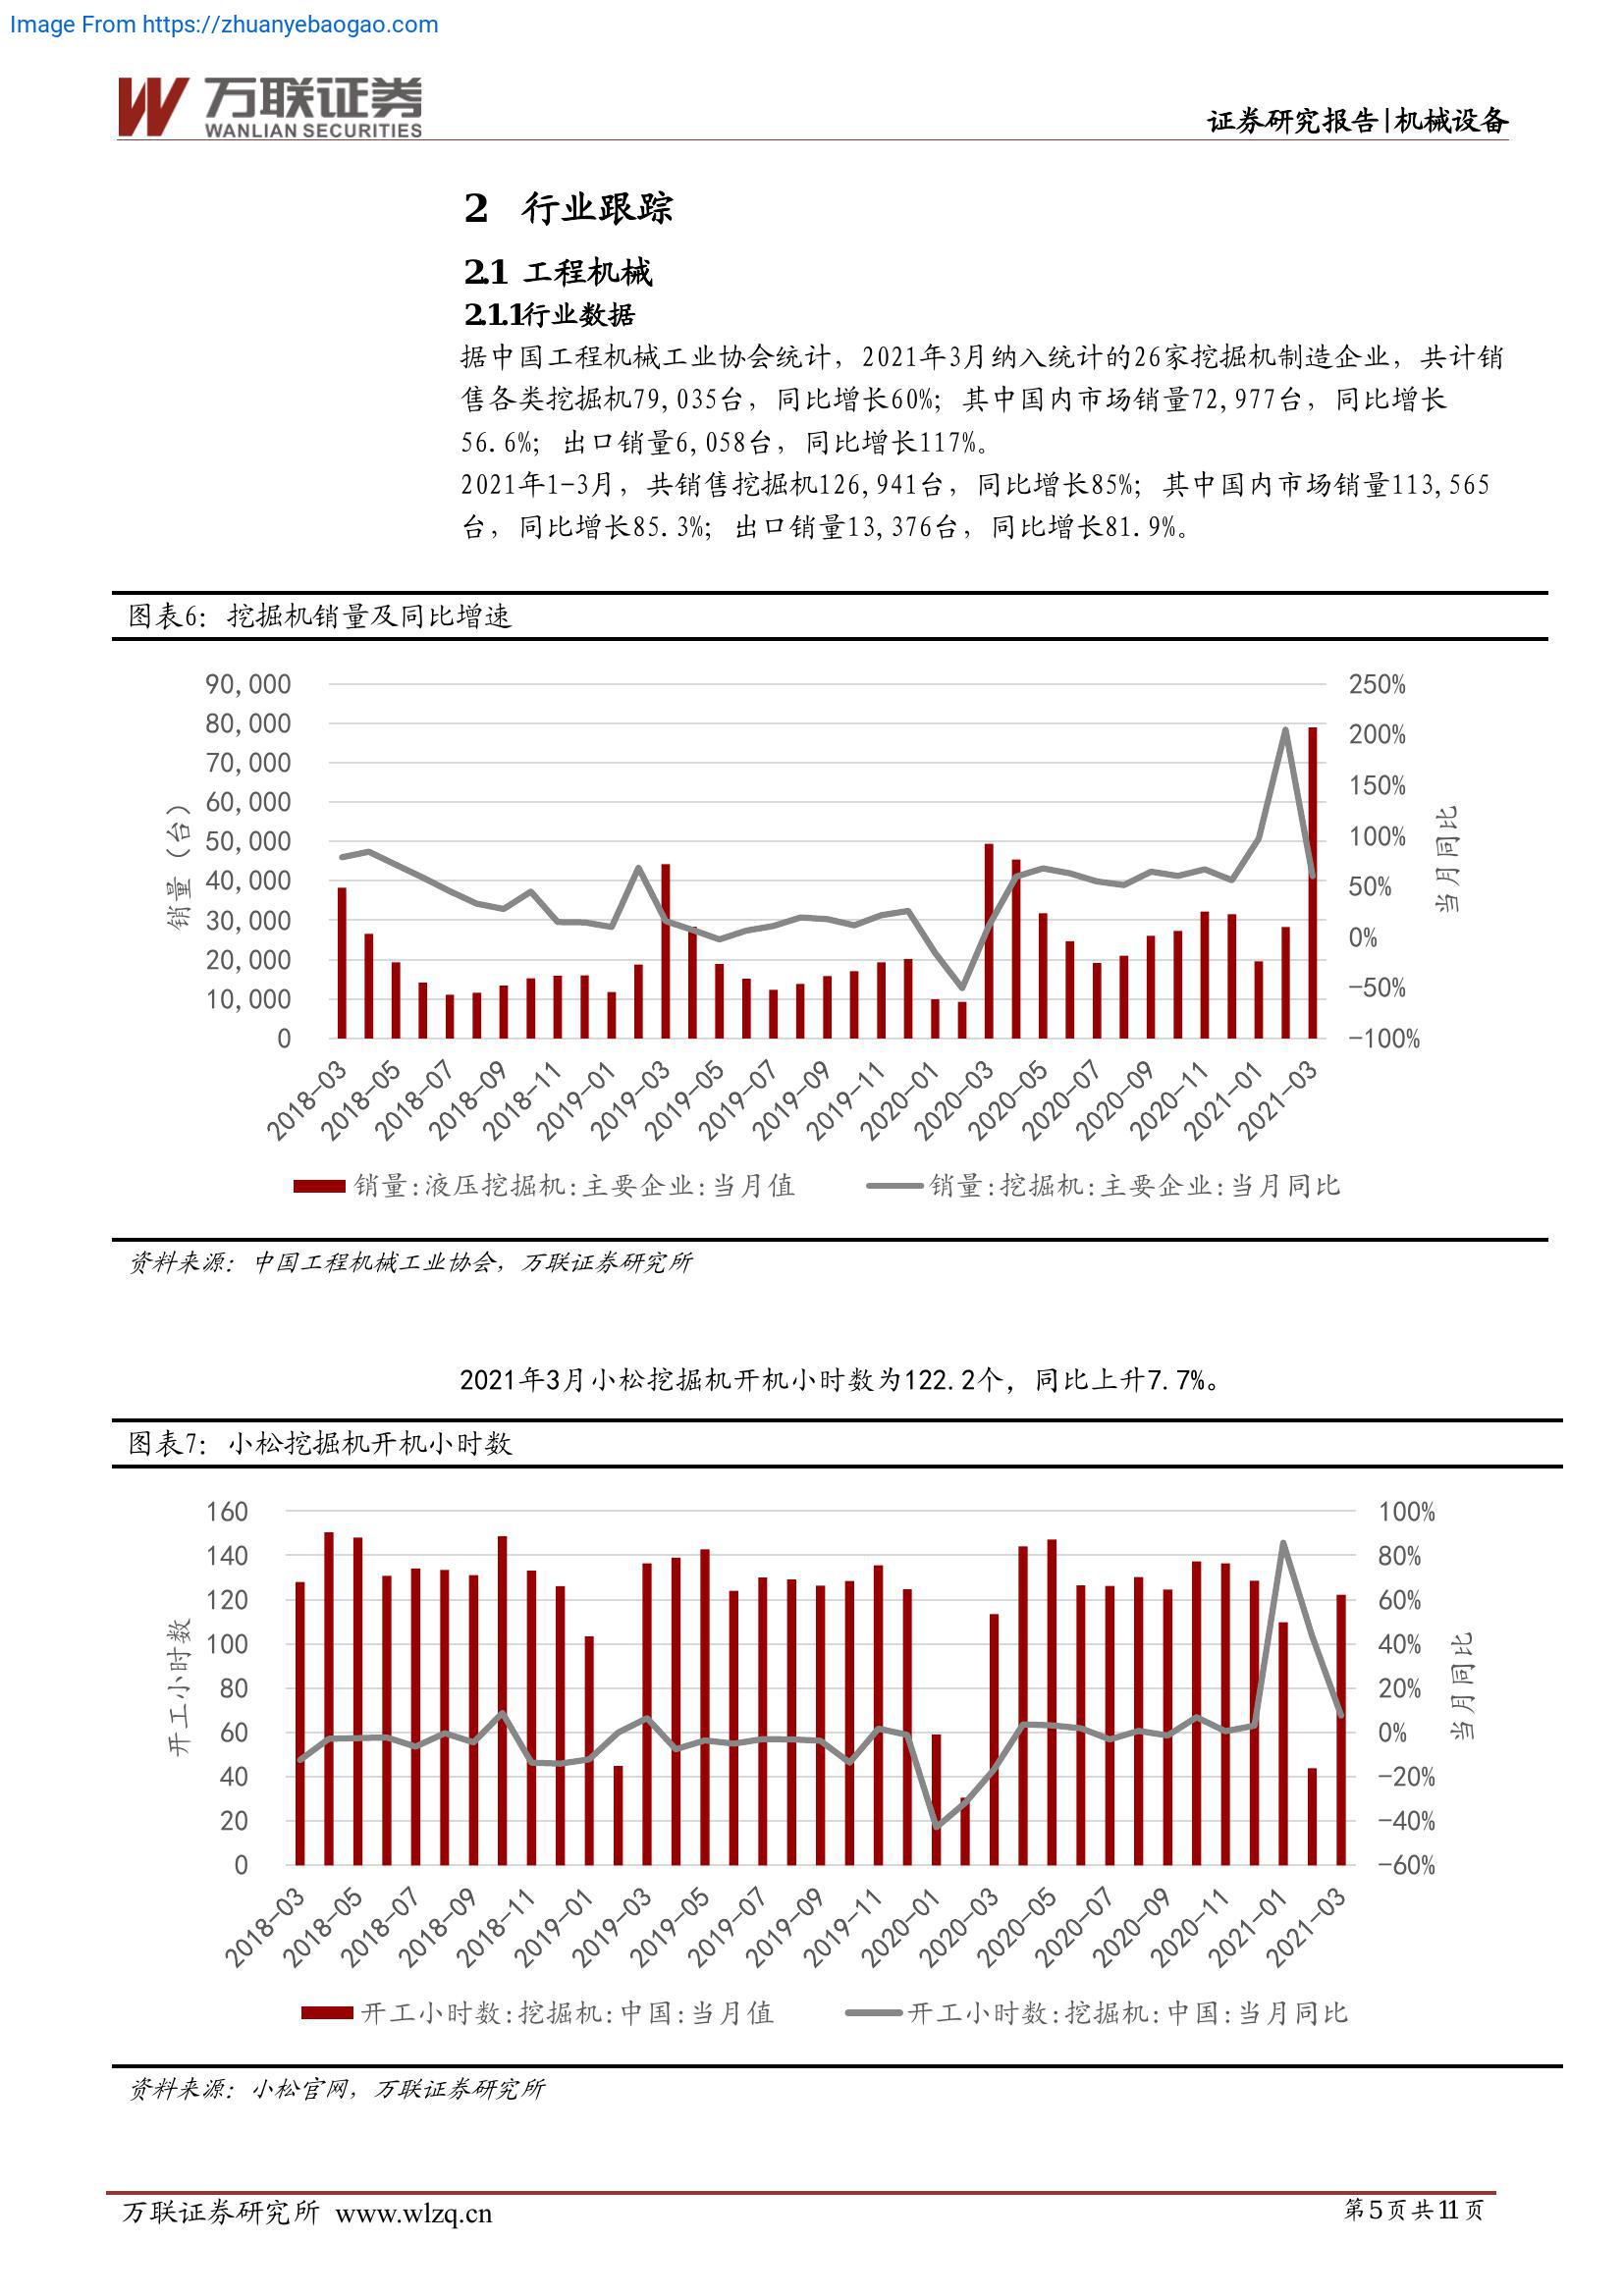 Image From https://zhuanyebaogao.com
万联证券
WANLIAN SECURITIES
证券研究报告|机械设备
2 行业跟踪
2.1 工程机械
2.1.1行业数据
据中国工程机械工业协会统计，2021年3月纳入统计的26家挖掘机制造企业，共计销
售各类挖掘机79,035台，同比增长60%；其中国内市场销量72,977台，同比增长
56.6%；出口销量6,058台，同比增长117%。
2021年1-3月，共销售挖掘机126,941台，同比增长85%；其中国内市场销量113,565
台，同比增长85.3%；出口销量13,376台，同比增长81.9%。
图表6：挖掘机销量及同比增速
90,000 250%
80,000 200%
70,000 150%
60,000 100%
50,000 50%
40,000 0%
30,000 -50%
20,000 -100%
10,000
0
销量（台）
当月同比
2018-03 2018-05 2018-07 2018-09 2018-11 2019-01 2019-03 2019-05 2019-07 2019-09 2019-11 2020-01 2020-03 2020-05 2020-07 2020-09 2020-11 2021-01 2021-03
销量:液压挖掘机:主要企业:当月值 销量:挖掘机:主要企业:当月同比
资料来源：中国工程机械工业协会，万联证券研究所
2021年3月小松挖掘机开机小时数为122.2个，同比上升7.7%。
图表7：小松挖掘机开机小时数
160 100%
140 80%
120 60%
100 40%
80 20%
60 0%
40 -20%
20 -40%
0 -60%
开工小时数
当月同比
2018-03 2018-05 2018-07 2018-09 2018-11 2019-01 2019-03 2019-05 2019-07 2019-09 2019-11 2020-01 2020-03 2020-05 2020-07 2020-09 2020-11 2021-01 2021-03
开工小时数:挖掘机:中国:当月值 开工小时数:挖掘机:中国:当月同比
资料来源：小松官网，万联证券研究所
万联证券研究所 www.wlzq.cn 第5页共11页